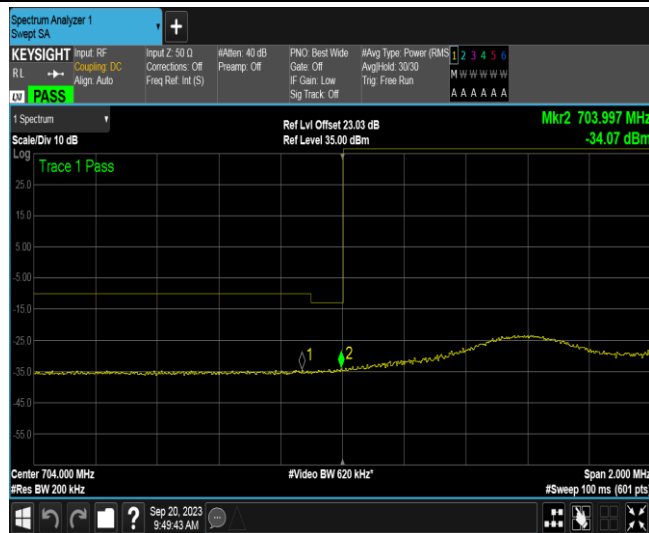 Spectrum Analyzer 1
Swept SA
+
KEYSIGHT
RL
LXI PASS
Input: RF
Coupling: DC
Align: Auto
Input Z: 50 Ω
Corrections: Off
Freq Ref: Int (S)
#Atten: 40 dB
Preamp: Off
PNO: Best Wide
Gate: Off
IF Gain: Low
Sig Track: Off
#Avg Type: Power (RMS
Avg|Hold: 30/30
Trig: Free Run
1 2 3 4 5 6
M W W W W W
A A A A A A
1 Spectrum
Scale/Div 10 dB
Ref Lvl Offset 23.03 dB
Ref Level 35.00 dBm
Mkr2 703.997 MHz
-34.07 dBm
Log
Trace 1 Pass
25.0
15.0
5.00
-5.00
-15.0
-25.0
-35.0
-45.0
-55.0
1
2
Center 704.000 MHz
#Res BW 200 kHz
#Video BW 620 kHz*
Span 2.000 MHz
#Sweep 100 ms (601 pts)
?
Sep 20, 2023
9:49:43 AM